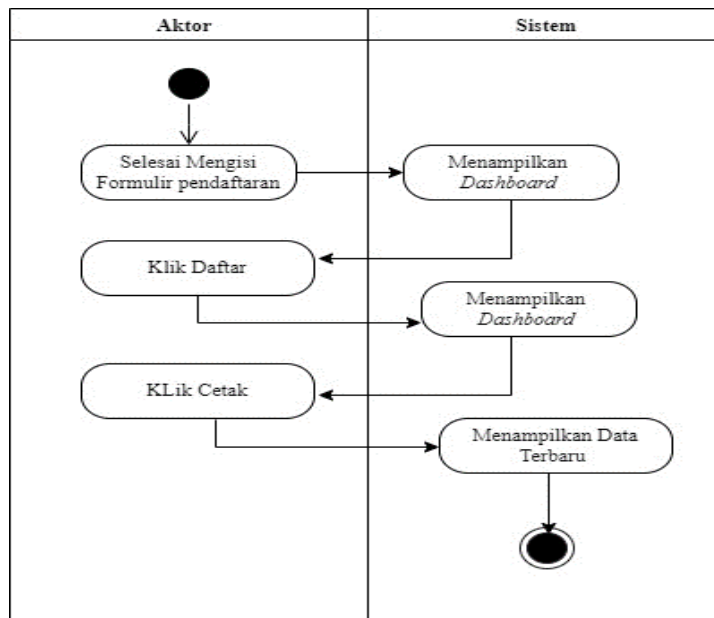 Aktor
Sistem
Selesai Mengisi
Formulir pendaftaran
Menampilkan
Dashboard
Klik Daftar
Menampilkan
Dashboard
KLik Cetak
Menampilkan Data
Terbaru